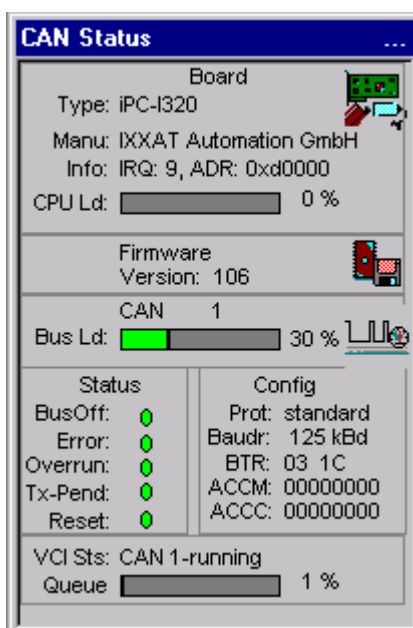 CAN Status ...
Board
Type: iPC-I320
Manu: IXXAT Automation GmbH
Info: IRQ: 9, ADR: 0xd0000
CPU Ld: 0 %
Firmware
Version: 106
CAN 1
Bus Ld: 30 %
Status
BusOff:
Error:
Overrun:
Tx-Pend:
Reset:
Config
Prot: standard
Baudr: 125 kBd
BTR: 03 1C
ACCM: 00000000
ACCC: 00000000
VCI Sts: CAN 1-running
Queue 1 %